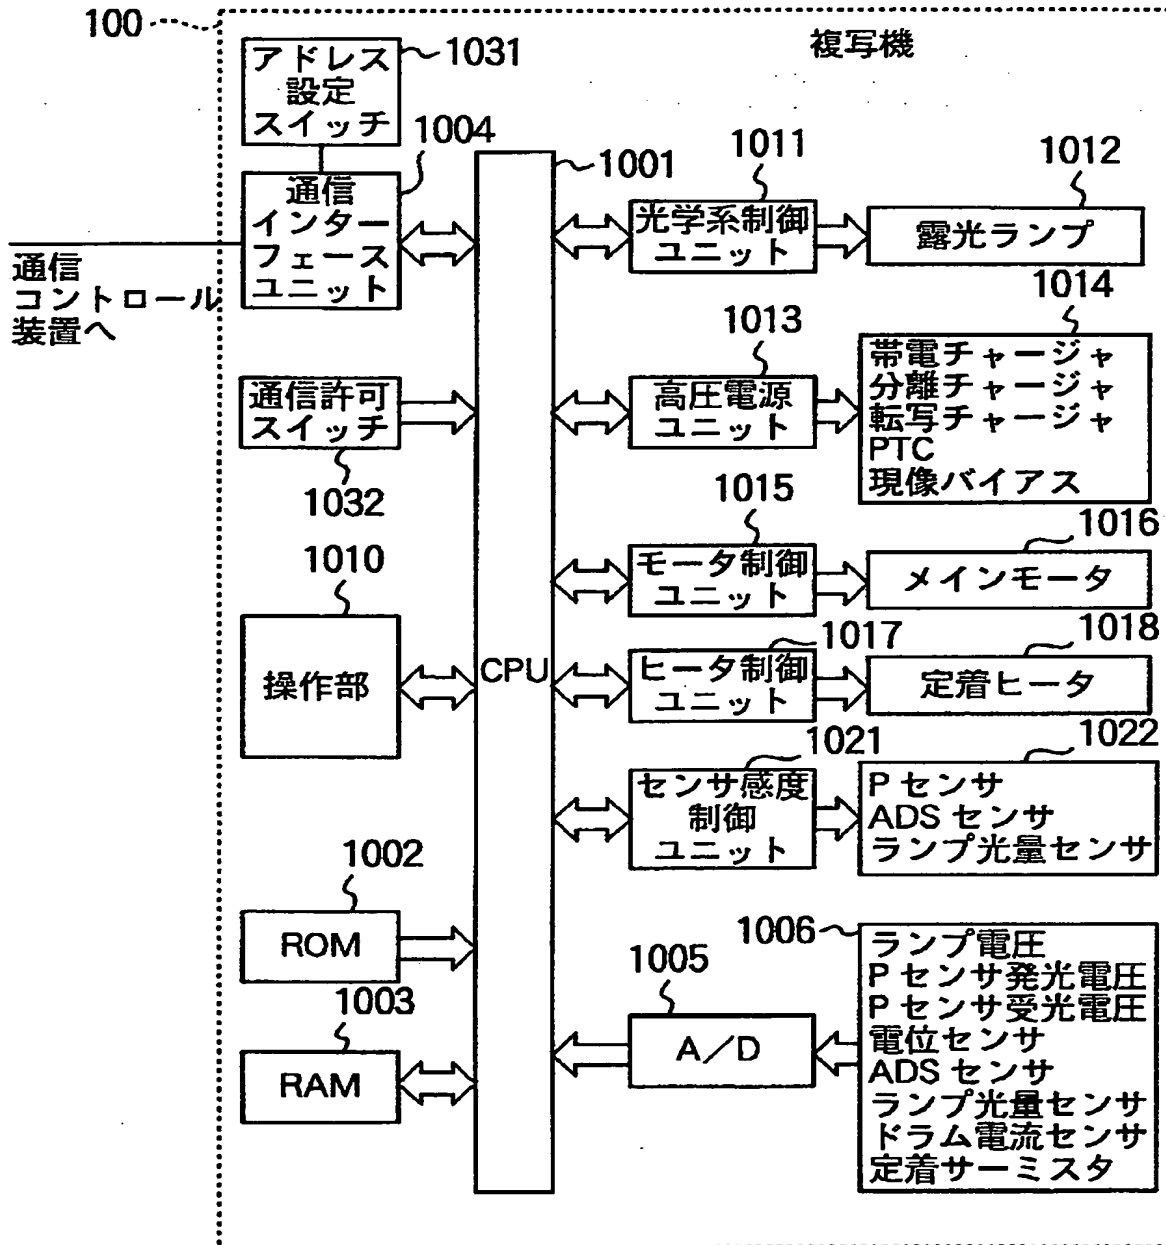 100
複写機
アドレス
設定
スイッチ
1031
1004
通信
インター
フェース
ユニット
通信
コントロール
装置へ
通信許可
スイッチ
1032
1010
操作部
1002
ROM
1003
RAM
1001
CPU
1011
光学系制御
ユニット
1012
露光ランプ
1013
高圧電源
ユニット
1014
帯電チャージャ
分離チャージャ
転写チャージャ
PTC
現像バイアス
1015
モータ制御
ユニット
1016
メインモータ
1017
ヒータ制御
ユニット
1018
定着ヒータ
1021
センサ感度
制御
ユニット
1022
Pセンサ
ADSセンサ
ランプ光量センサ
1005
A/D
1006
ランプ電圧
Pセンサ発光電圧
Pセンサ受光電圧
電位センサ
ADSセンサ
ランプ光量センサ
ドラム電流センサ
定着サーミスタ